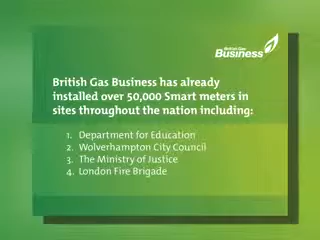 British Gas
Business
British Gas Business has already
installed over 50,000 Smart meters in
sites throughout the nation including:
1. Department for Education
2. Wolverhampton City Council
3. The Ministry of Justice
4. London Fire Brigade